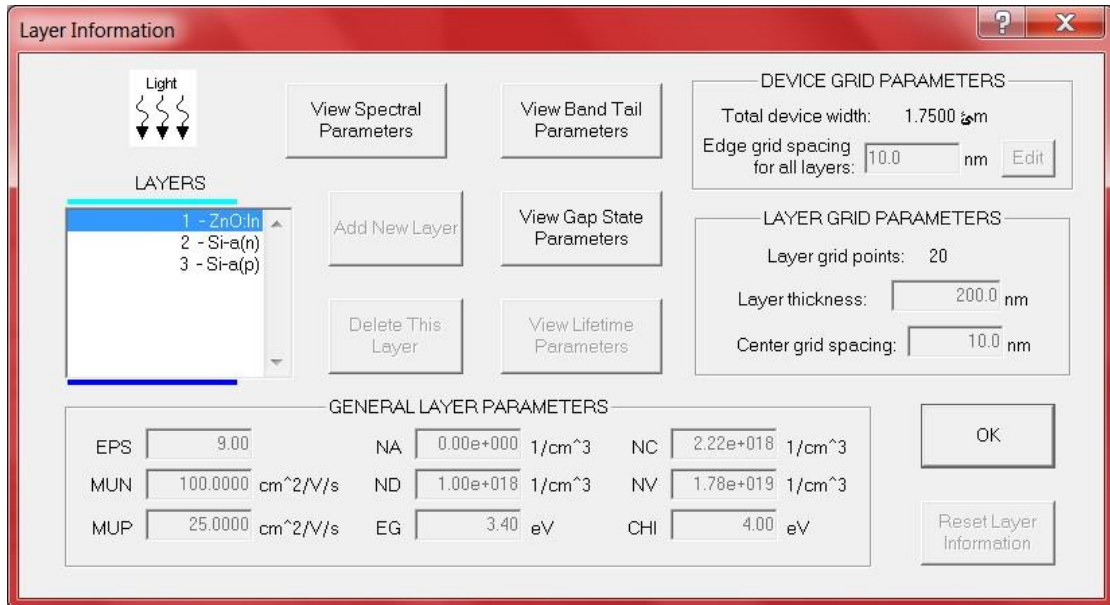 Layer Information
Light
View Spectral
Parameters
View Band Tail
Parameters
DEVICE GRID PARAMETERS
Total device width: 1.7500 غm
Edge grid spacing
for all layers: 10.0 nm Edit
LAYERS
1 - ZnO:In
2 - Si-a(n)
3 - Si-a(p)
Add New Layer
View Gap State
Parameters
Delete This
Layer
View Lifetime
Parameters
LAYER GRID PARAMETERS
Layer grid points: 20
Layer thickness: 200.0 nm
Center grid spacing: 10.0 nm
GENERAL LAYER PARAMETERS
EPS 9.00 NA 0.00e+000 1/cm^3 NC 2.22e+018 1/cm^3
MUN 100.0000 cm^2/V/s ND 1.00e+018 1/cm^3 NV 1.78e+019 1/cm^3
MUP 25.0000 cm^2/V/s EG 3.40 eV CHI 4.00 eV
OK
Reset Layer
Information